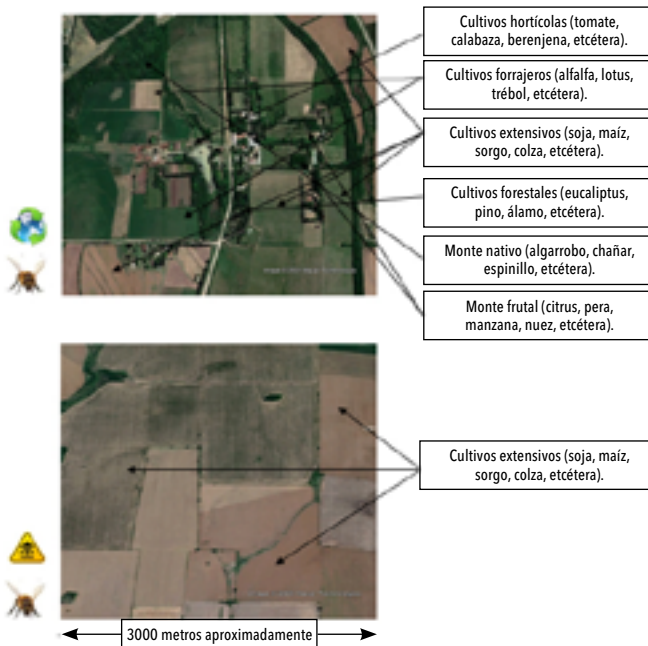 Cultivos hortícolas (tomate,
calabaza, berenjena, etcétera).
Cultivos forrajeros (alfalfa, lotus,
trébol, etcétera).
Cultivos extensivos (soja, maíz,
sorgo, colza, etcétera).
Cultivos forestales (eucaliptus,
pino, álamo, etcétera).
Monte nativo (algarrobo, chañar,
espinillo, etcétera).
Monte frutal (citrus, pera,
manzana, nuez, etcétera).
Cultivos extensivos (soja, maíz,
sorgo, colza, etcétera).
3000 metros aproximadamente